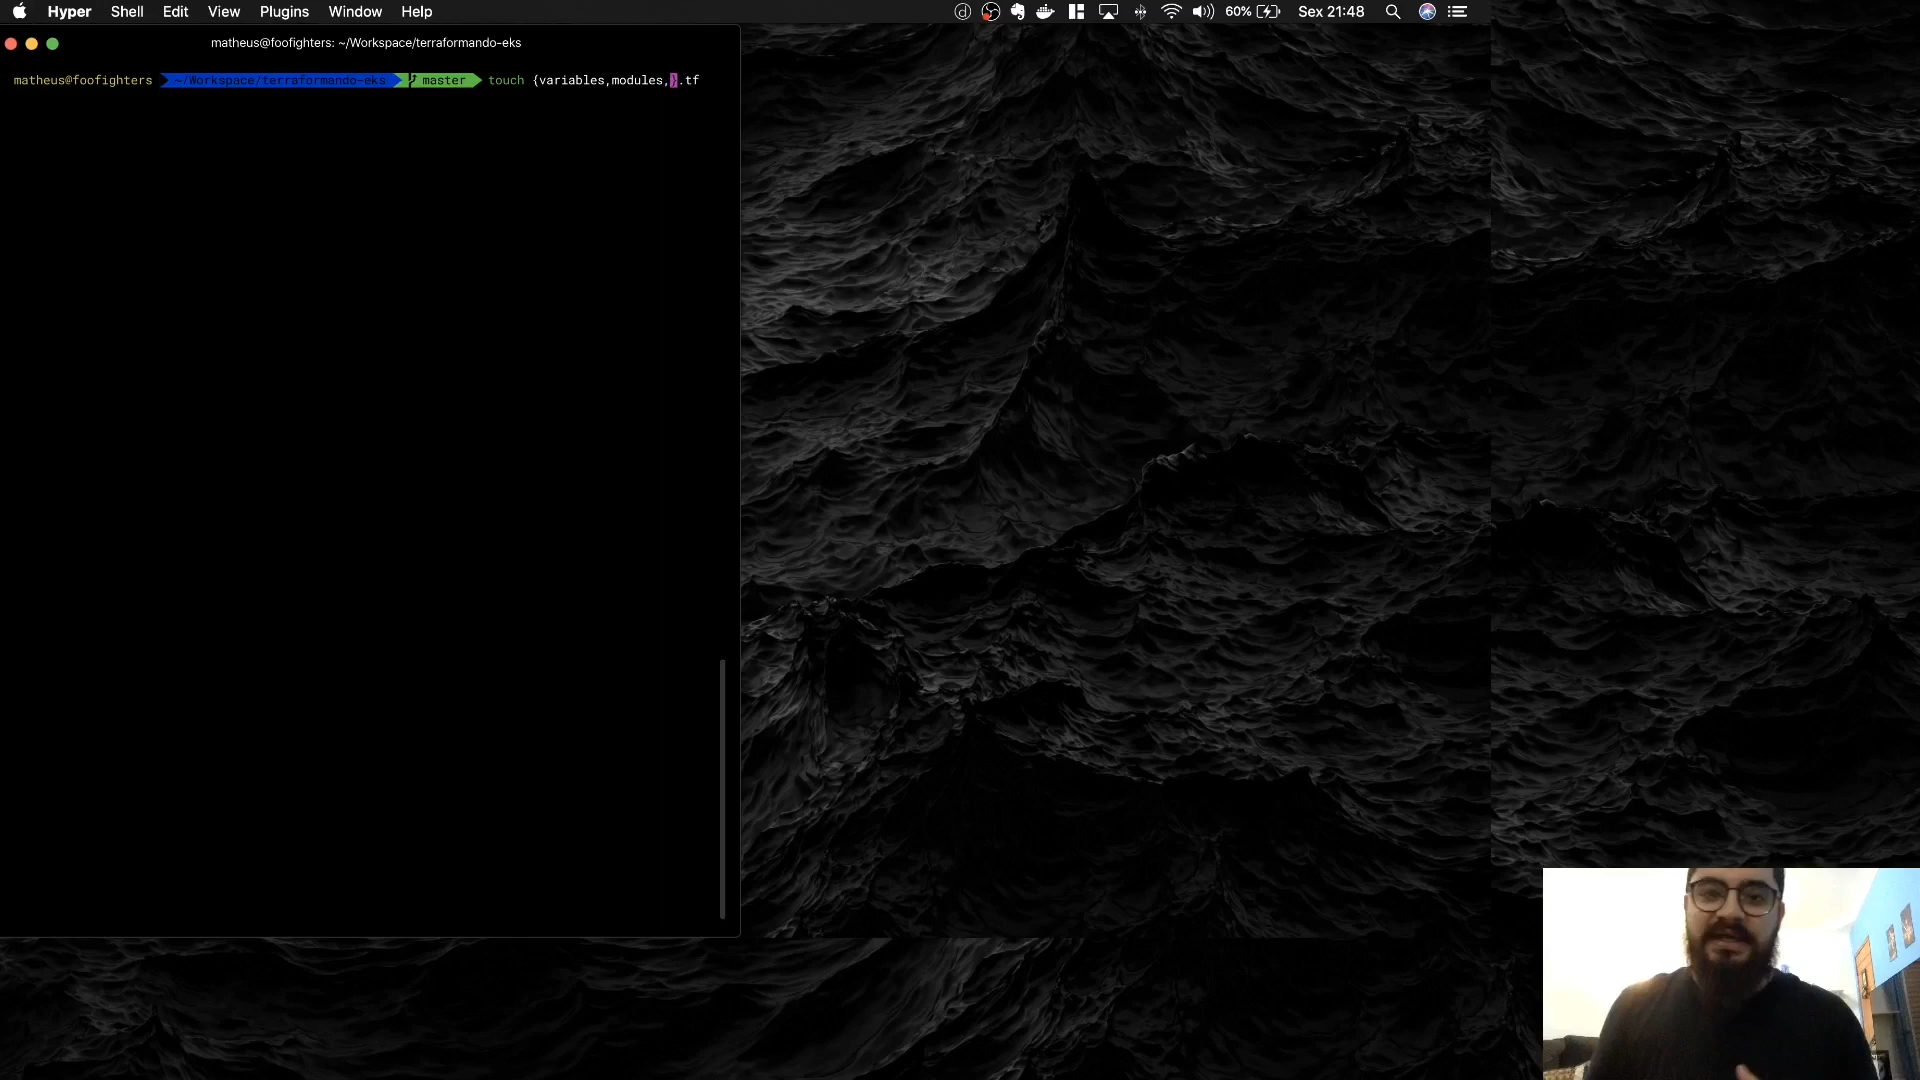 Hyper Shell Edit View Plugins Window Help 60% Sex 21:48
matheus@foofighters: ~/Workspace/terraformando-eks
matheus@foofighters ~/Workspace/terraformando-eks master touch {variables,modules,}.tf